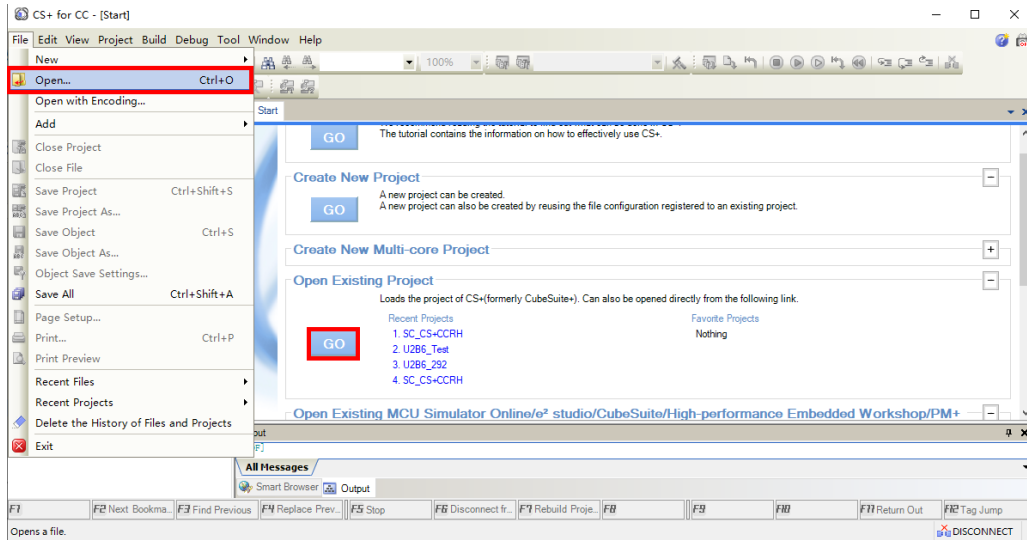 CS+ for CC - [Start]
File Edit View Project Build Debug Tool Window Help
New
100%
Open... Ctrl+O
Open with Encoding...
Add
Close Project
Close File
Save Project Ctrl+Shift+S
Save Project As...
Save Object Ctrl+S
Save Object As...
Object Save Settings...
Save All Ctrl+Shift+A
Page Setup...
Print... Ctrl+P
Print Preview
Recent Files
Recent Projects
Delete the History of Files and Projects
Exit
Start
GO
The tutorial contains the information on how to effectively use CS+.
Create New Project
GO
A new project can be created.
A new project can also be created by reusing the file configuration registered to an existing project.
Create New Multi-core Project
Open Existing Project
Loads the project of CS+(formerly CubeSuite+). Can also be opened directly from the following link.
GO
Recent Projects
1. SC_CS+CCRH
2. U2B6_Test
3. U2B6_292
4. SC_CS+CCRH
Favorite Projects
Nothing
Open Existing MCU Simulator Online/e² studio/CubeSuite/High-performance Embedded Workshop/PM+
All Messages
Smart Browser Output
F1 F2 Next Bookma... F3 Find Previous F4 Replace Prev... F5 Stop F6 Disconnect fr... F7 Rebuild Proje... F8 F9 F10 F11 Return Out F12 Tag Jump
Opens a file. DISCONNECT